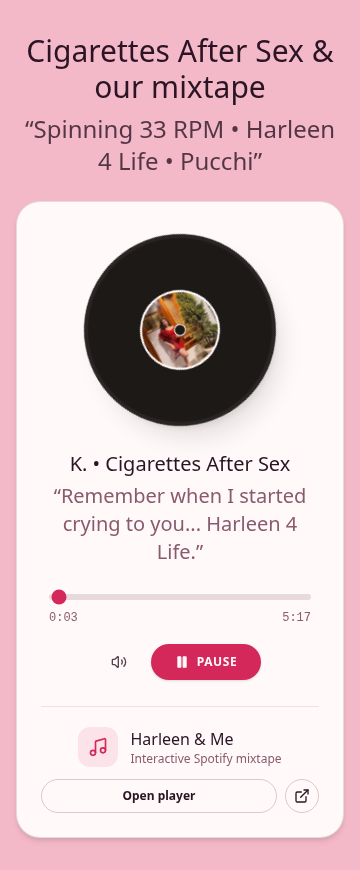 Cigarettes After Sex &
our mixtape
“Spinning 33 RPM • Harleen
4 Life • Pucchi”
K. • Cigarettes After Sex
“Remember when I started
crying to you... Harleen 4
Life.”
0:03 5:17
PAUSE
Harleen & Me
Interactive Spotify mixtape
Open player